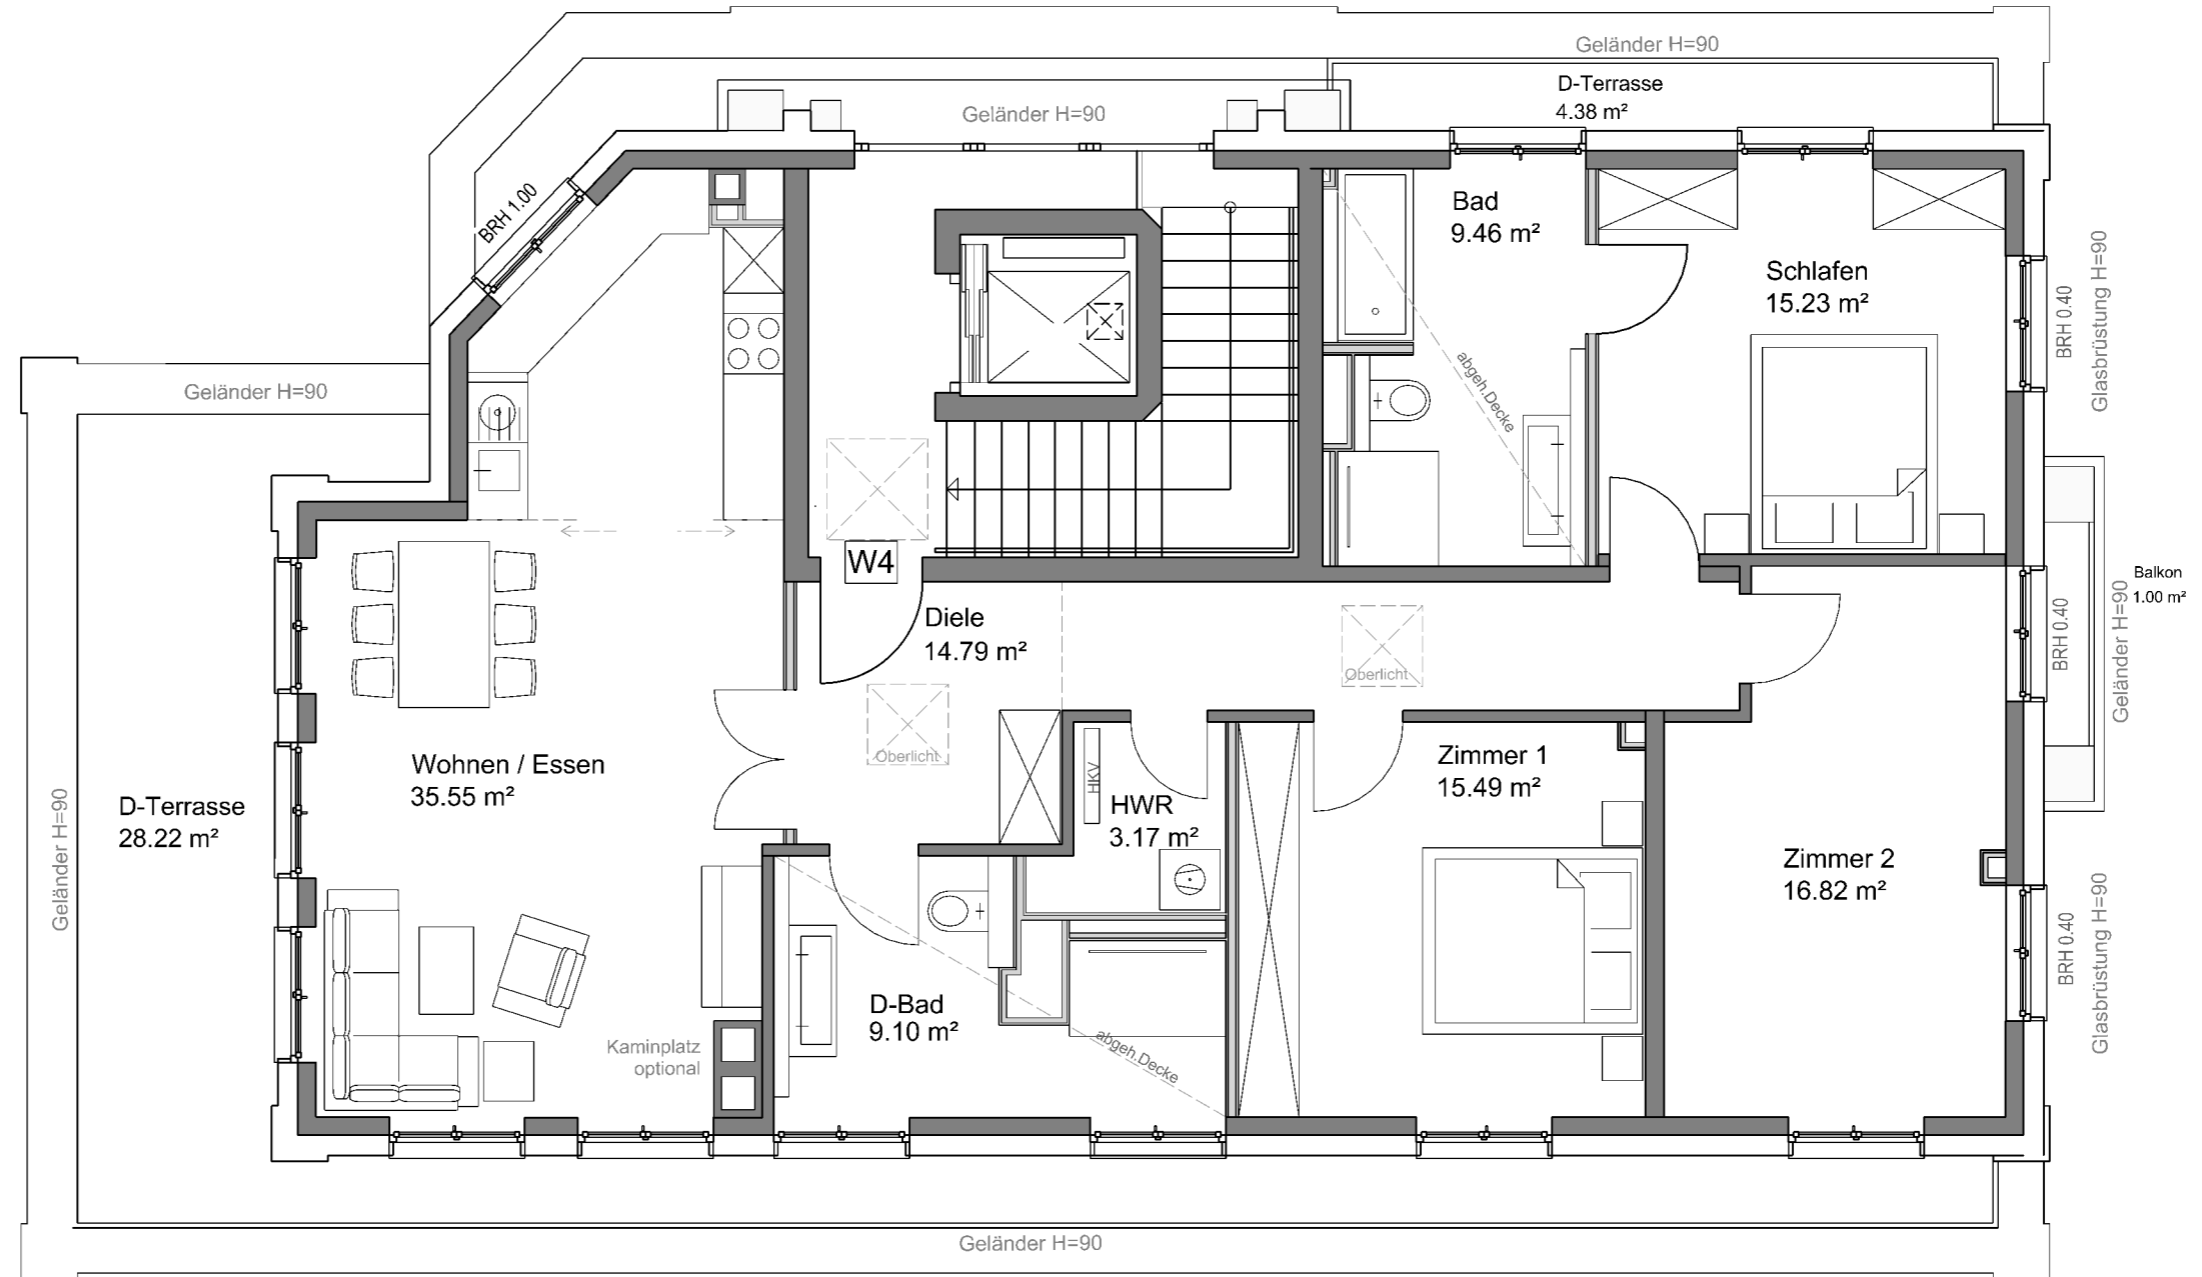 Geländer H=90
D-Terrasse
4.38 m²
Geländer H=90
BRH 1.00
Bad
9.46 m²
Schlafen
15.23 m²
BRH 0.40
Glasbrüstung H=90
abgeh.Decke
Geländer H=90
W4
Diele
14.79 m²
Oberlicht
Oberlicht
Balkon
1.00 m²
BRH 0.40
Geländer H=90
Wohnen / Essen
35.55 m²
D-Terrasse
28.22 m²
Geländer H=90
HKV
HWR
3.17 m²
Zimmer 1
15.49 m²
Zimmer 2
16.82 m²
BRH 0.40
Glasbrüstung H=90
D-Bad
9.10 m²
abgeh.Decke
Kaminplatz
optional
Geländer H=90